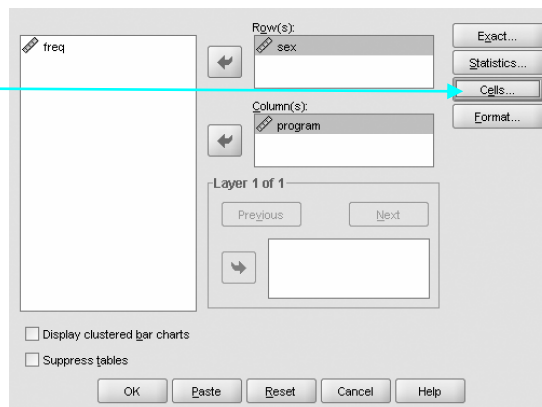 freq
Row(s):
sex
Column(s):
program
Layer 1 of 1
Previous
Next
Exact...
Statistics...
Cells...
Format...
Display clustered bar charts
Suppress tables
OK
Paste
Reset
Cancel
Help